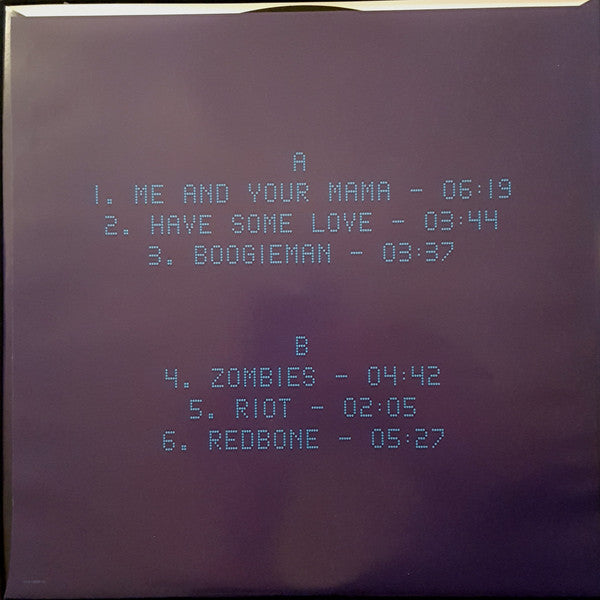 A
1. ME AND YOUR MAMA - 06:19
2. HAVE SOME LOVE - 03:44
3. BOOGIEMAN - 03:37
B
4. ZOMBIES - 04:42
5. RIOT - 02:05
6. REDBONE - 05:27